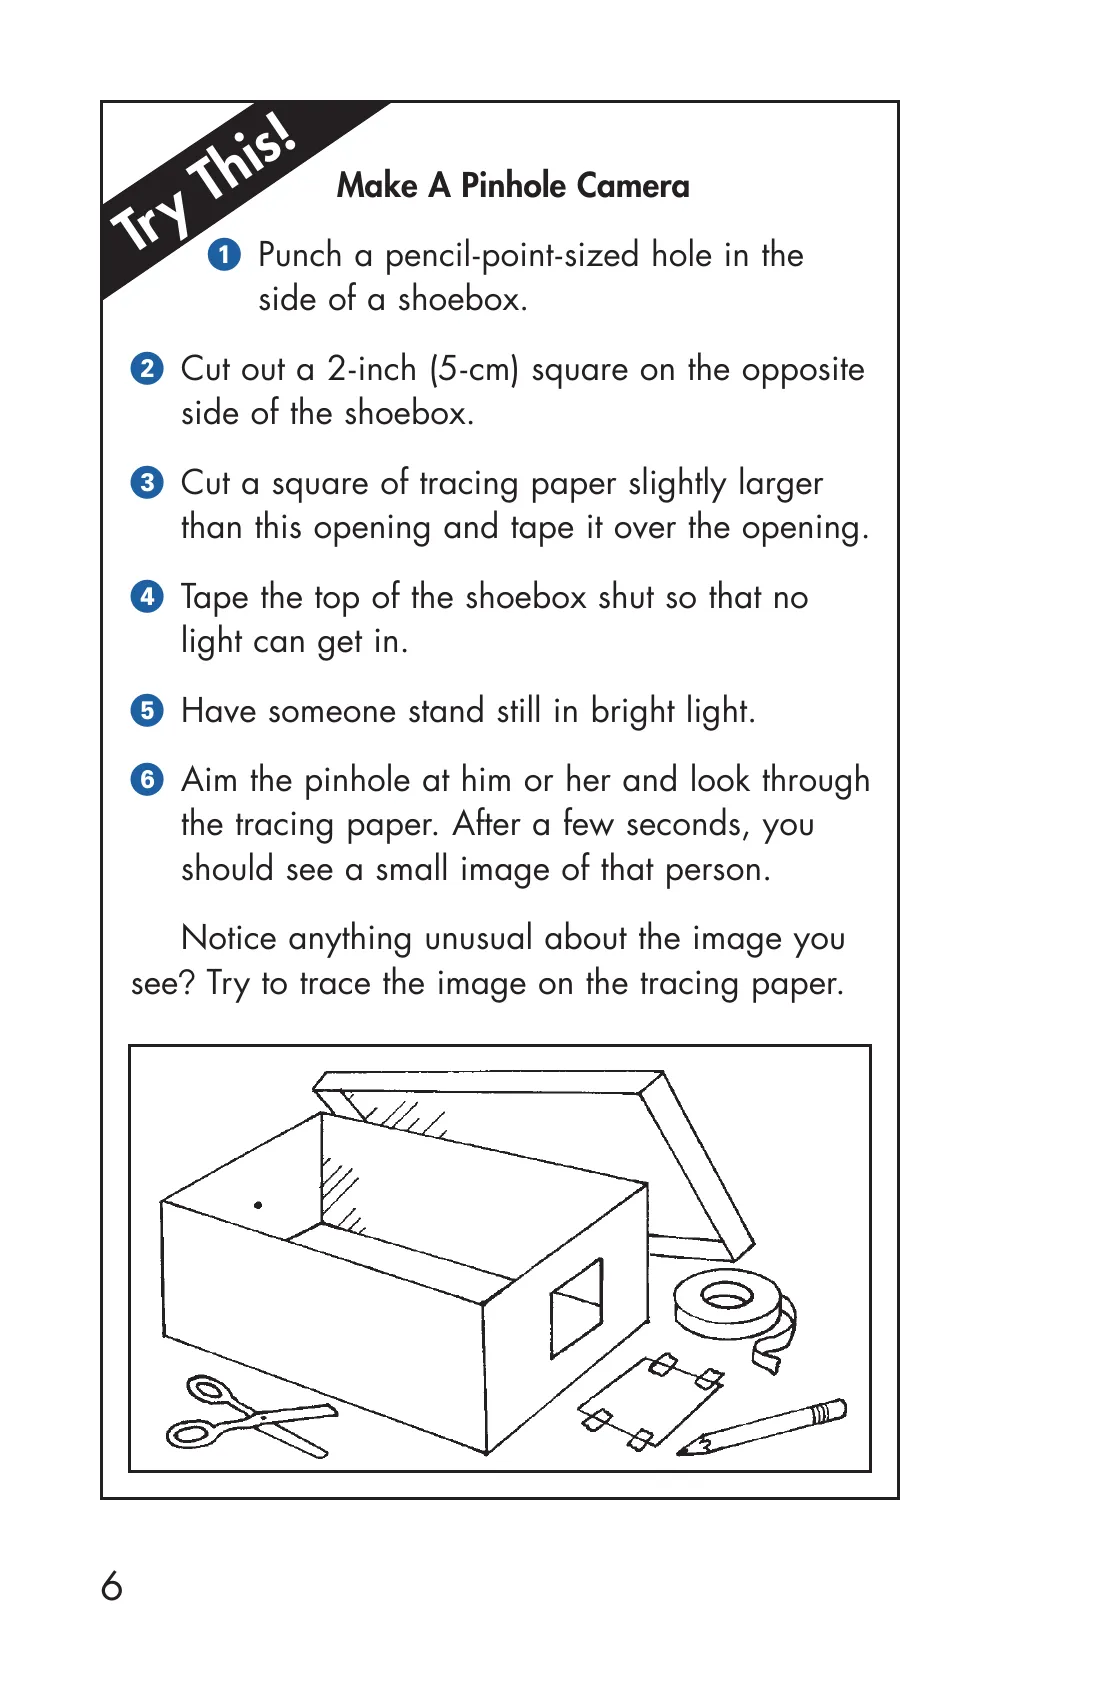 Try This!
Make A Pinhole Camera
1 Punch a pencil-point-sized hole in the
side of a shoebox.
2 Cut out a 2-inch (5-cm) square on the opposite
side of the shoebox.
3 Cut a square of tracing paper slightly larger
than this opening and tape it over the opening.
4 Tape the top of the shoebox shut so that no
light can get in.
5 Have someone stand still in bright light.
6 Aim the pinhole at him or her and look through
the tracing paper. After a few seconds, you
should see a small image of that person.
Notice anything unusual about the image you
see? Try to trace the image on the tracing paper.
6